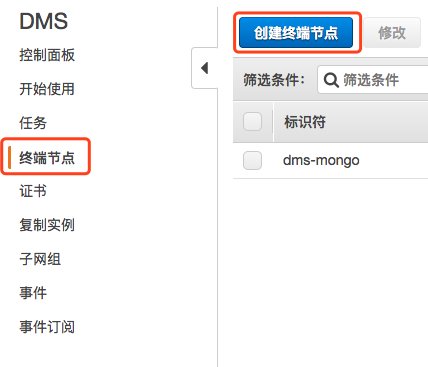 DMS
控制面板
开始使用
任务
终端节点
证书
复制实例
子网组
事件
事件订阅
创建终端节点 修改
筛选条件： 筛选条件
标识符
dms-mongo